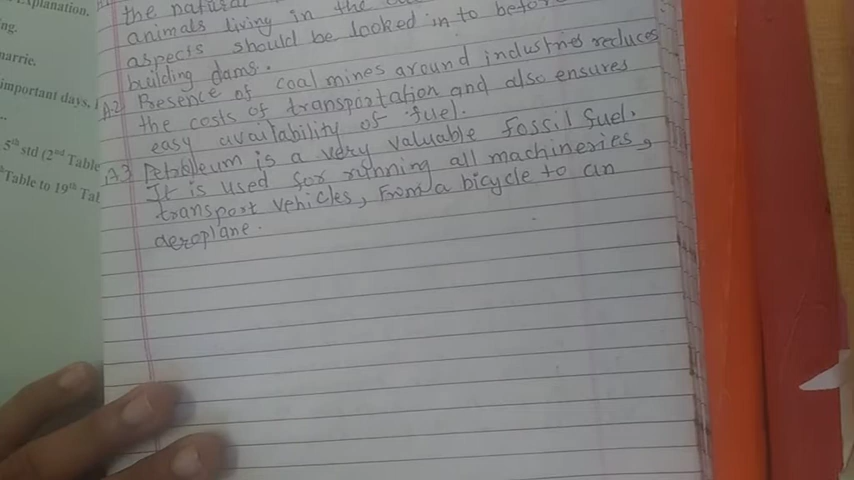 Explanation.
ng.
marrie.
important days,
5th std (2nd Table
Table to 19th Tal
the natural
animals living in the
aspects should be looked in to befo
building dams.
A.2 Presence of coal mines around industries reduces
the costs of transportation and also ensures
easy availability of fuel.
A3 Petroleum is a very valuable fossil fuel.
It is used for running all machineries,
transport vehicles, From a bicycle to an
aeroplane.